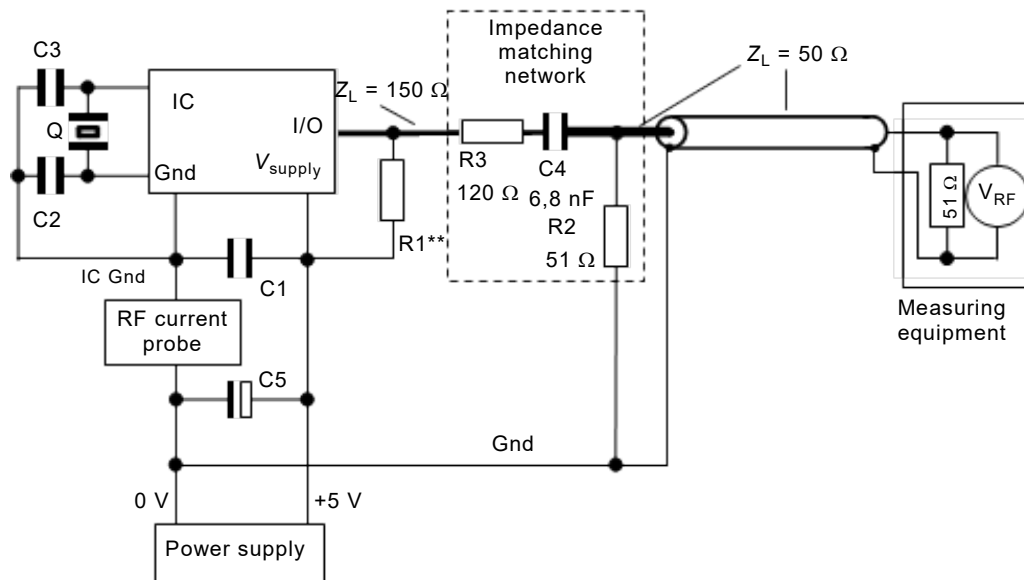 Impedance
matching
network
Z_L = 50 Ω
C3
IC
Z_L = 150 Ω
I/O
Q
R3
C4
V_supply
Gnd
120 Ω
6,8 nF
51 Ω
V_RF
C2
R2
R1**
51 Ω
IC Gnd
C1
Measuring
equipment
RF current
probe
C5
Gnd
0 V
+5 V
Power supply